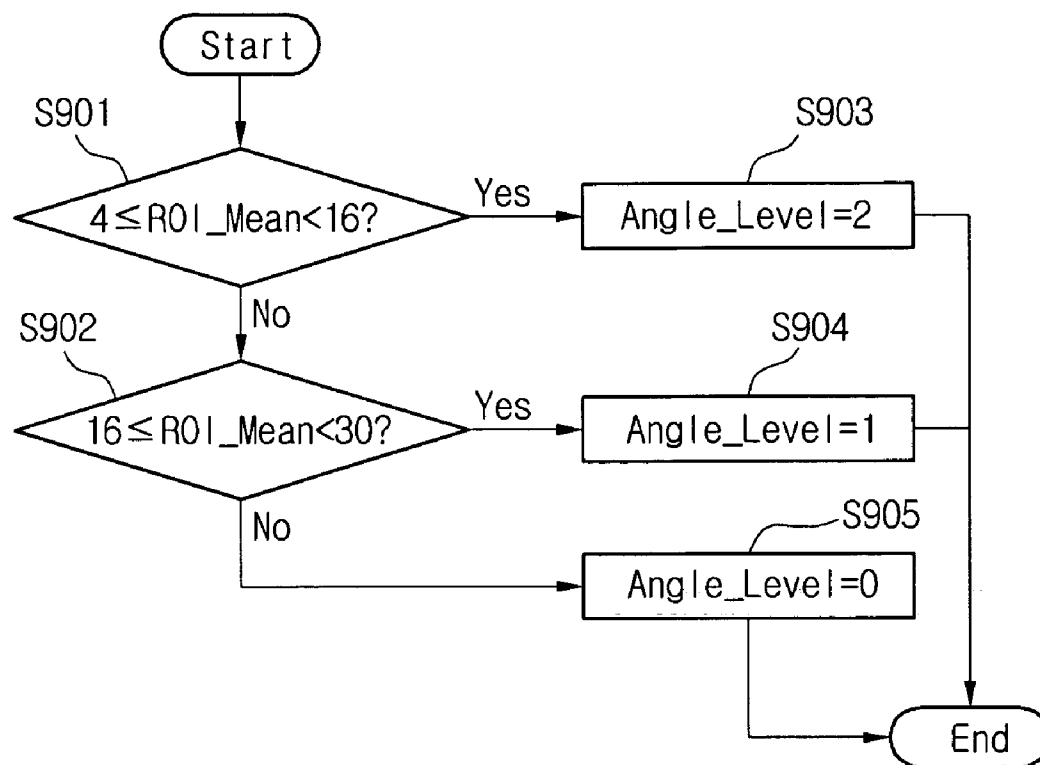 Start
S901
S903
4≤ROI_Mean<16?
Yes
Angle_Level=2
No
S902
S904
16≤ROI_Mean<30?
Yes
Angle_Level=1
No
S905
Angle_Level=0
End